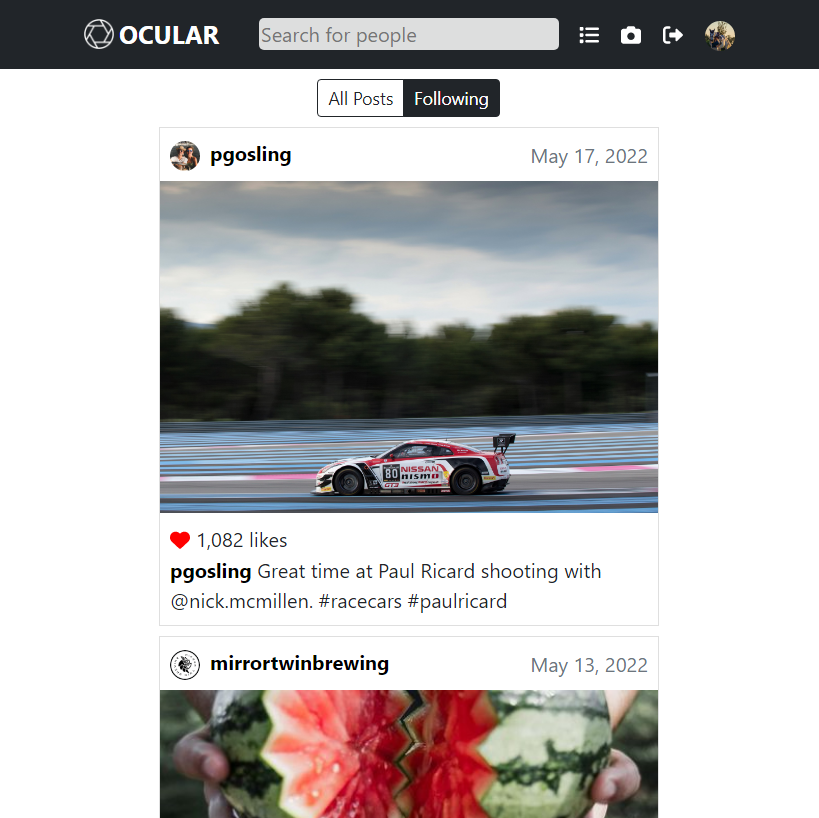 OCULAR
Search for people
All Posts Following
pgosling May 17, 2022
80 NISSAN
nismo
GT3
1,082 likes
pgosling Great time at Paul Ricard shooting with
@nick.mcmillen. #racecars #paulricard
mirrortwinbrewing May 13, 2022